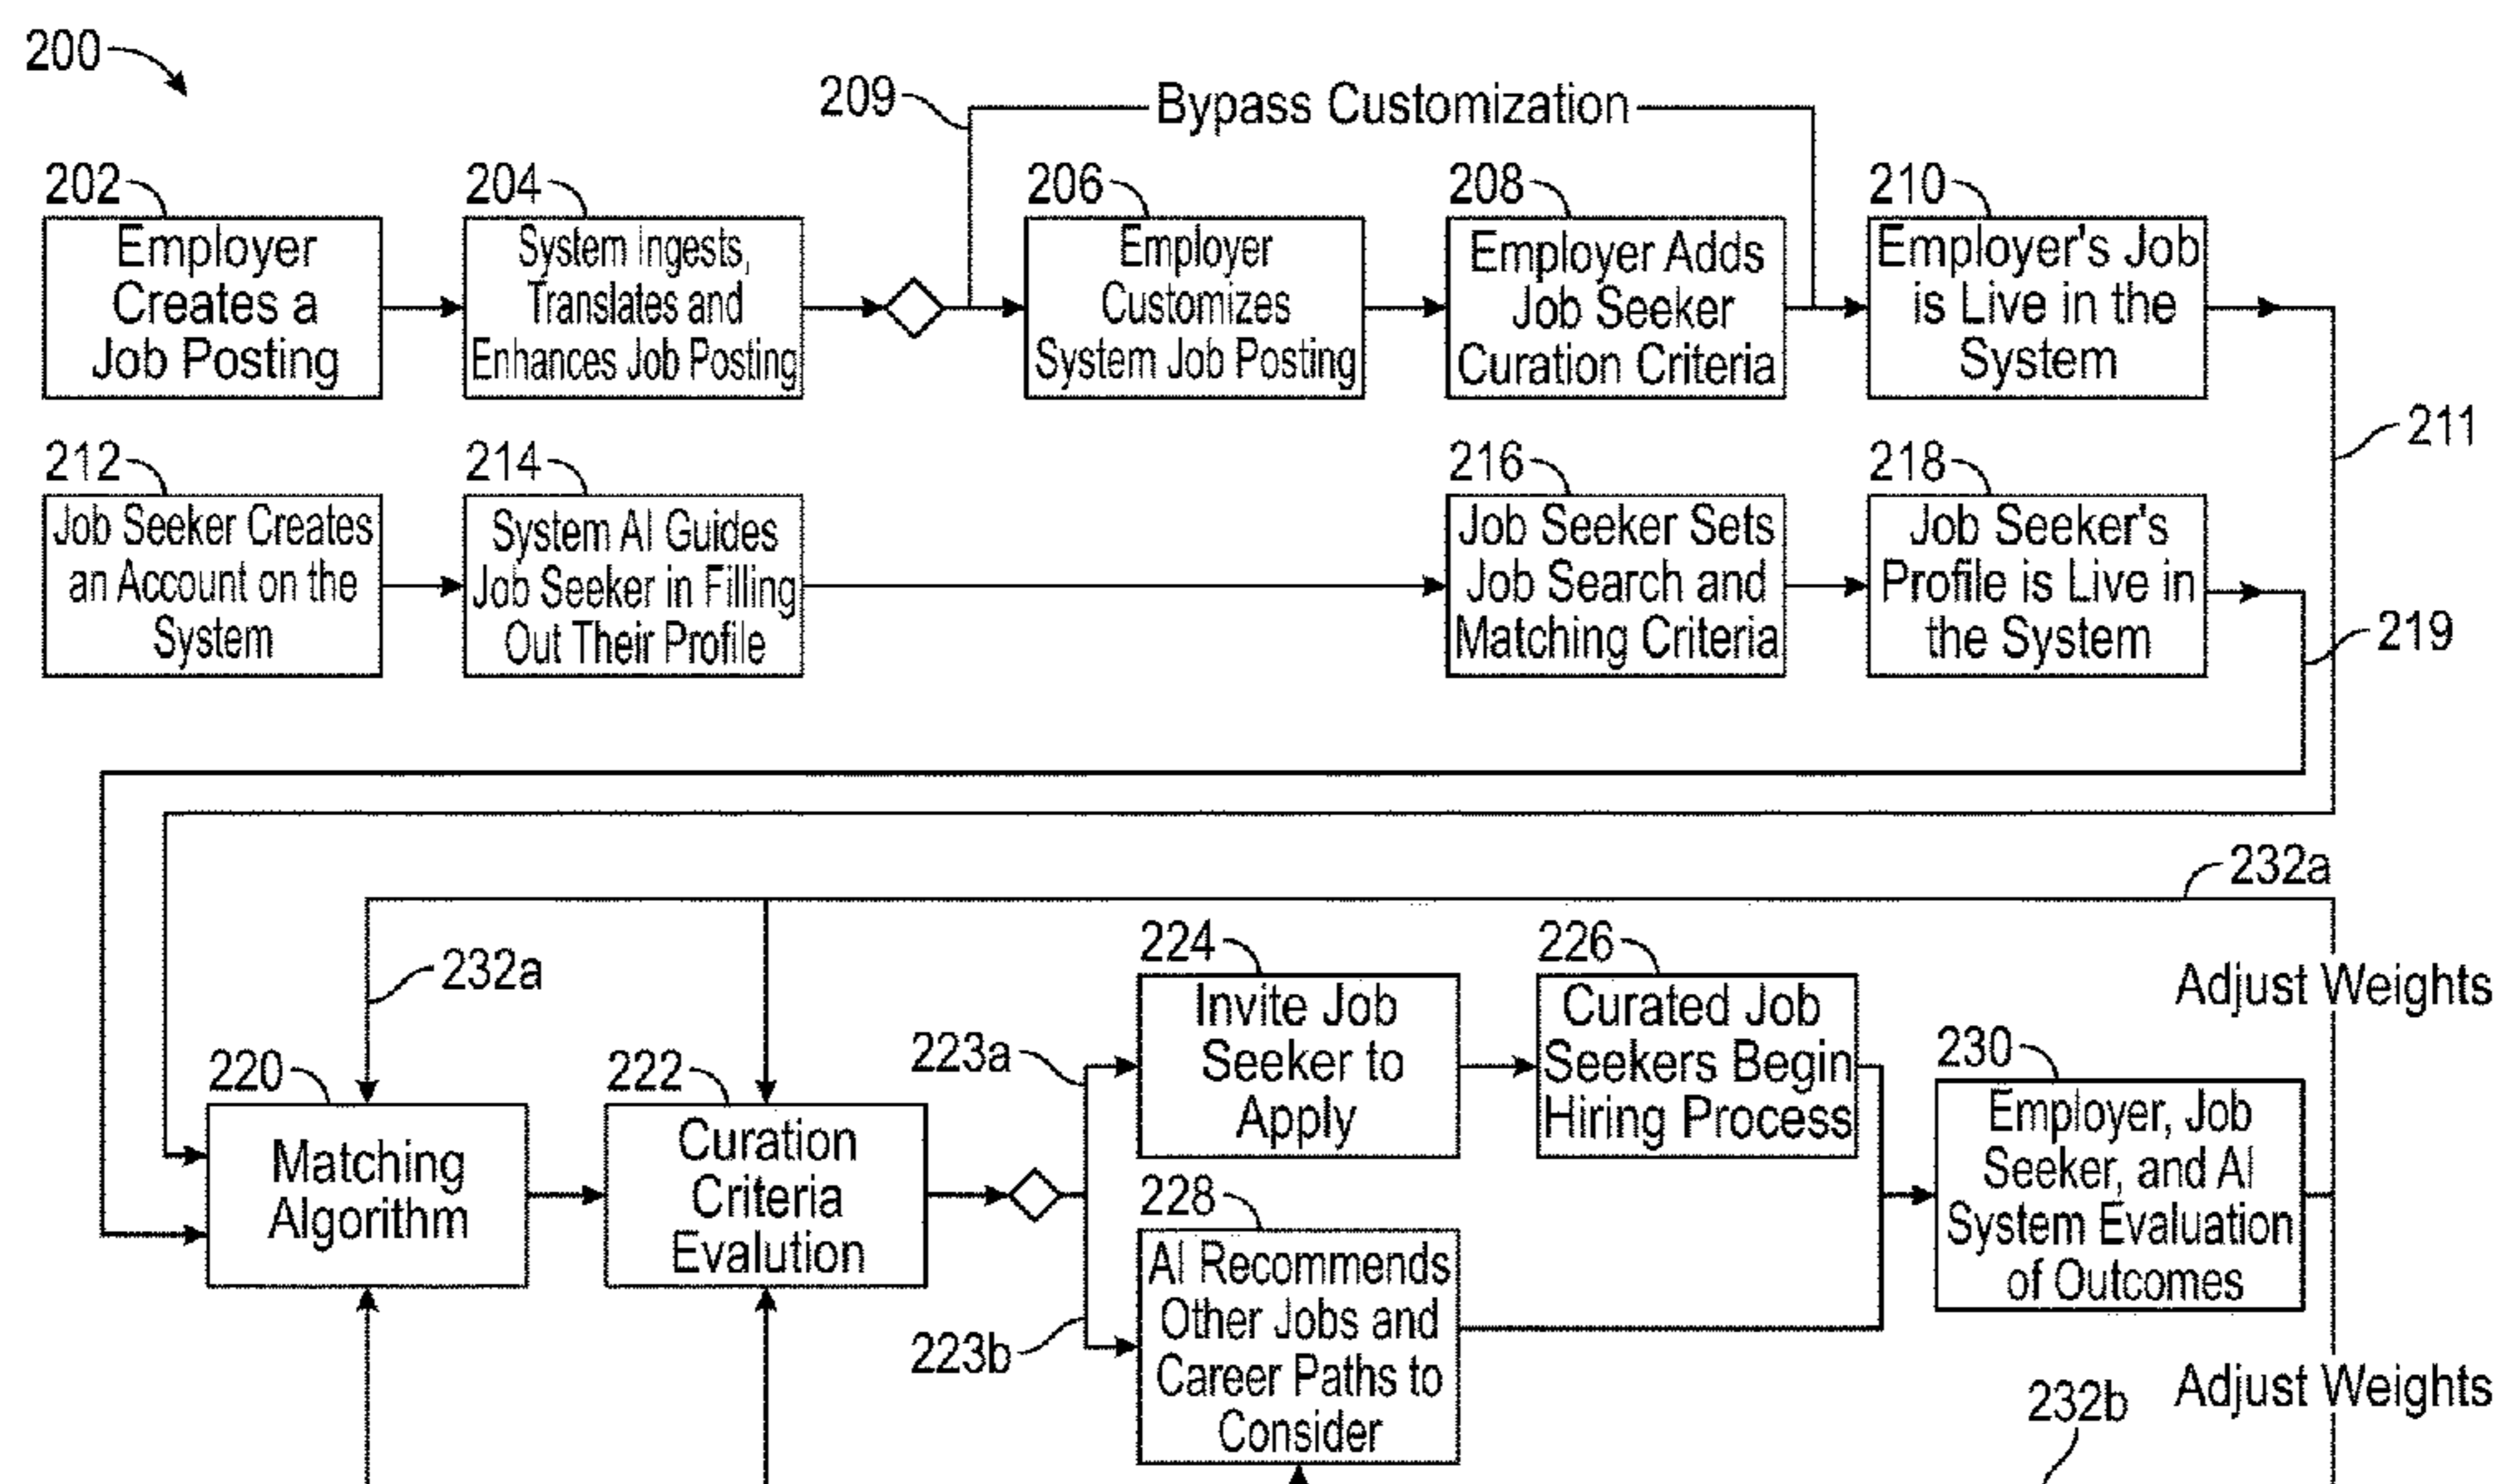 200
209
Bypass Customization
202
204
206
208
210
Employer
Creates a
Job Posting
System Ingests,
Translates and
Enhances Job Posting
Employer
Customizes
System Job Posting
Employer Adds
Job Seeker
Curation Criteria
Employer's Job
is Live in the
System
211
212
214
216
218
Job Seeker Creates
an Account on the
System
System AI Guides
Job Seeker in Filling
Out Their Profile
Job Seeker Sets
Job Search and
Matching Criteria
Job Seeker's
Profile is Live in
the System
219
232a
232a
Adjust Weights
220
Matching
Algorithm
222
Curation
Criteria
Evalution
223a
223b
224
Invite Job
Seeker to
Apply
226
Curated Job
Seekers Begin
Hiring Process
228
AI Recommends
Other Jobs and
Career Paths to
Consider
230
Employer, Job
Seeker, and AI
System Evaluation
of Outcomes
Adjust Weights
232b